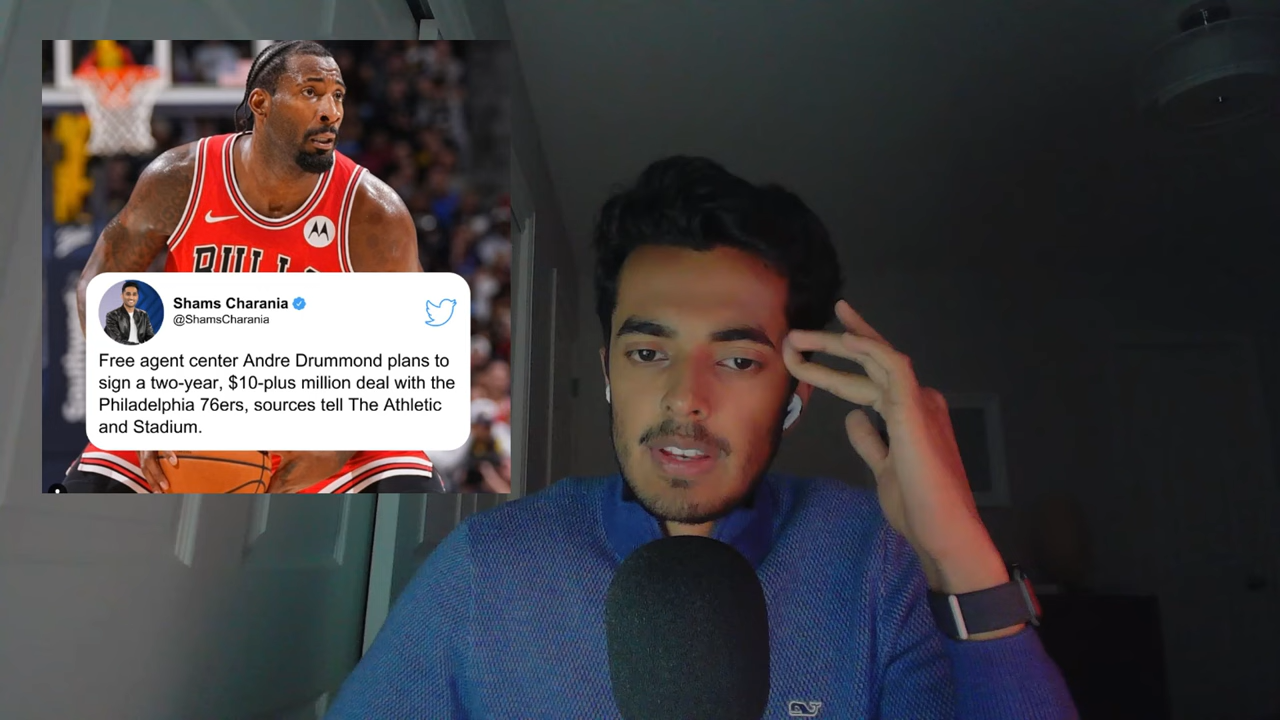 BULLS
Shams Charania
@ShamsCharania
Free agent center Andre Drummond plans to
sign a two-year, $10-plus million deal with the
Philadelphia 76ers, sources tell The Athletic
and Stadium.